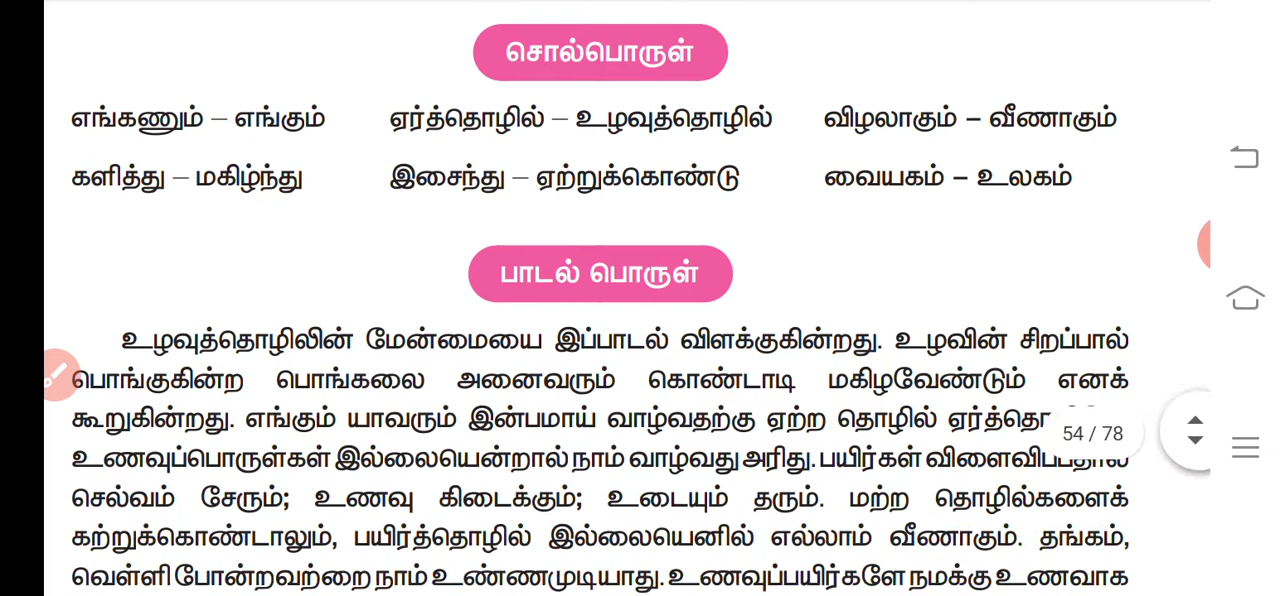 சொல்பொருள்
எங்கணும் – எங்கும் ஏர்த்தொழில் – உழவுத்தொழில் விழலாகும் – வீணாகும்
களித்து – மகிழ்ந்து இசைந்து – ஏற்றுக்கொண்டு வையகம் – உலகம்
பாடல் பொருள்
உழவுத்தொழிலின் மேன்மையை இப்பாடல் விளக்குகின்றது. உழவின் சிறப்பால்
பொங்குகின்ற பொங்கலை அனைவரும் கொண்டாடி மகிழவேண்டும் எனக்
கூறுகின்றது. எங்கும் யாவரும் இன்பமாய் வாழ்வதற்கு ஏற்ற தொழில்
54 / 78
உணவுப்பொருள்கள் இல்லையென்றால் நாம் வாழ்வது அரிது. பயிர்கள்
செல்வம் சேரும்; உணவு கிடைக்கும்; உடையும் தரும். மற்ற தொழில்களைக்
கற்றுக்கொண்டாலும், பயிர்த்தொழில் இல்லையெனில் எல்லாம் வீணாகும். தங்கம்,
வெள்ளி போன்றவற்றை நாம் உண்ணமுடியாது. உணவுப்பயிர்களே நமக்கு உணவாக